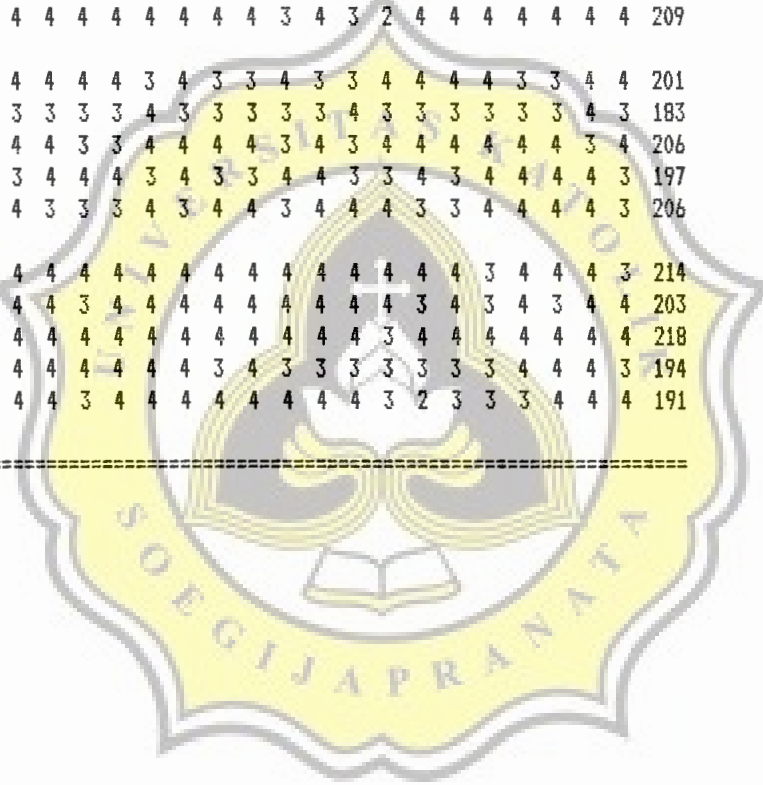 4 4 4 4 4 4 4 4 3 4 3 2 4 4 4 4 4 4 4 209
4 4 4 4 3 4 3 3 4 3 3 4 4 4 4 3 3 4 4 201
3 3 3 3 4 3 3 3 3 3 4 3 3 3 3 3 3 4 3 183
4 4 3 3 4 4 4 4 3 4 3 4 4 4 4 4 4 3 4 206
3 4 4 4 3 4 3 3 4 4 3 3 4 3 4 4 4 4 3 197
4 3 3 3 4 3 4 4 3 4 4 4 3 3 4 4 4 4 3 206
4 4 4 4 4 4 4 4 4 4 4 4 4 4 3 4 4 4 3 214
4 4 3 4 4 4 4 4 4 4 4 4 3 4 3 4 3 4 4 203
4 4 4 4 4 4 4 4 4 4 4 3 4 4 4 4 4 4 4 218
4 4 4 4 4 4 3 4 3 3 3 3 3 3 3 4 4 4 3 194
4 4 3 4 4 4 4 4 4 4 4 3 2 3 3 3 4 4 4 191
UNIVERSITAS KATOLIK
SOEGIJAPRANATA